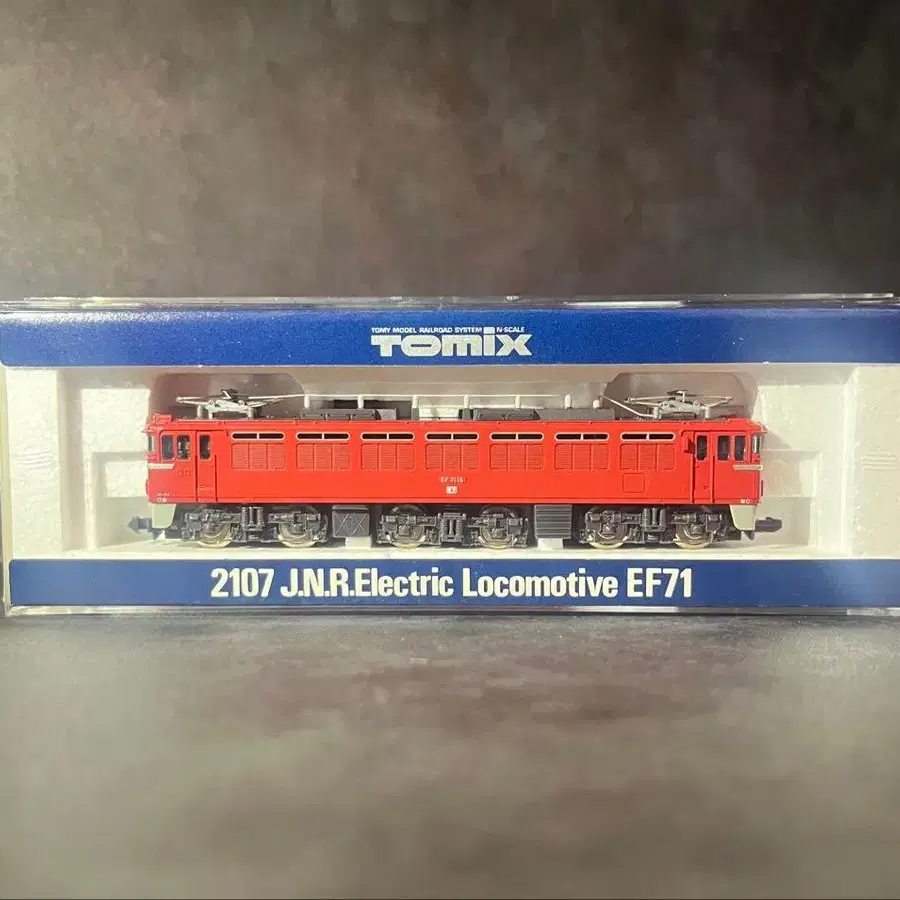 TOMY MODEL RAILROAD SYSTEM N-SCALE
TOMIX
2107 J.N.R.Electric Locomotive EF71